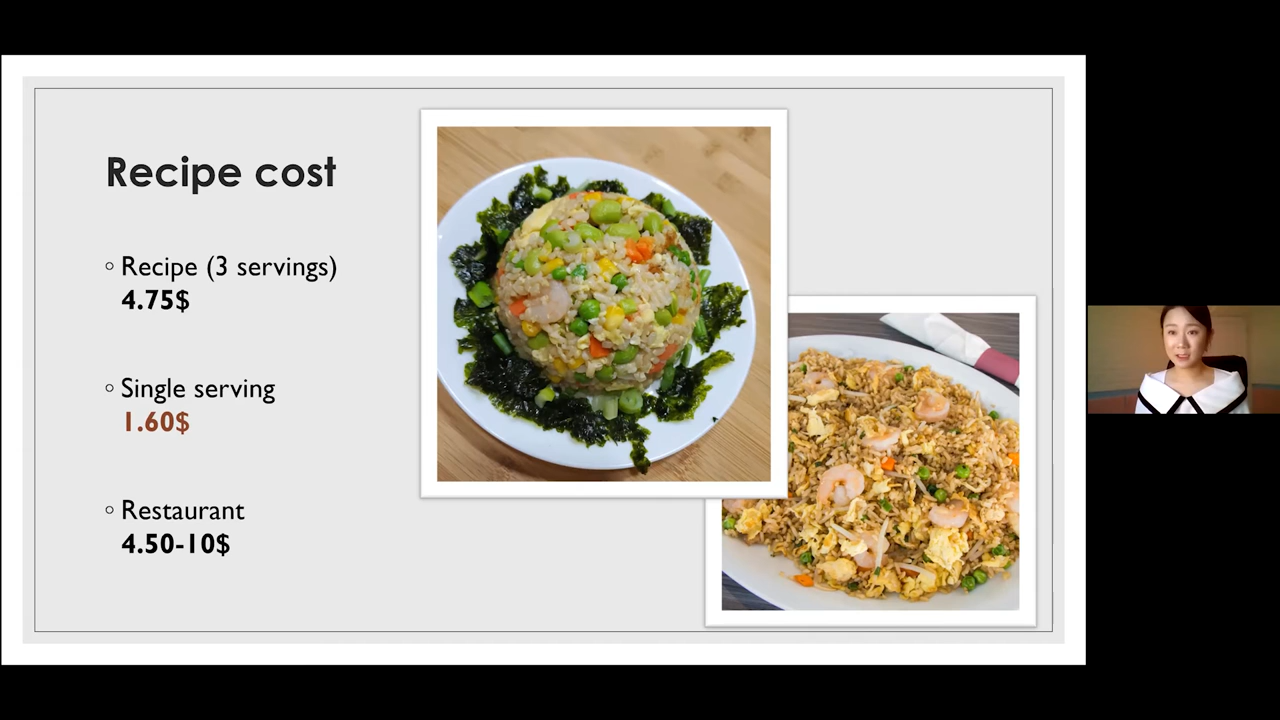 Recipe cost
◦ Recipe (3 servings)
4.75$
◦ Single serving
1.60$
◦ Restaurant
4.50-10$